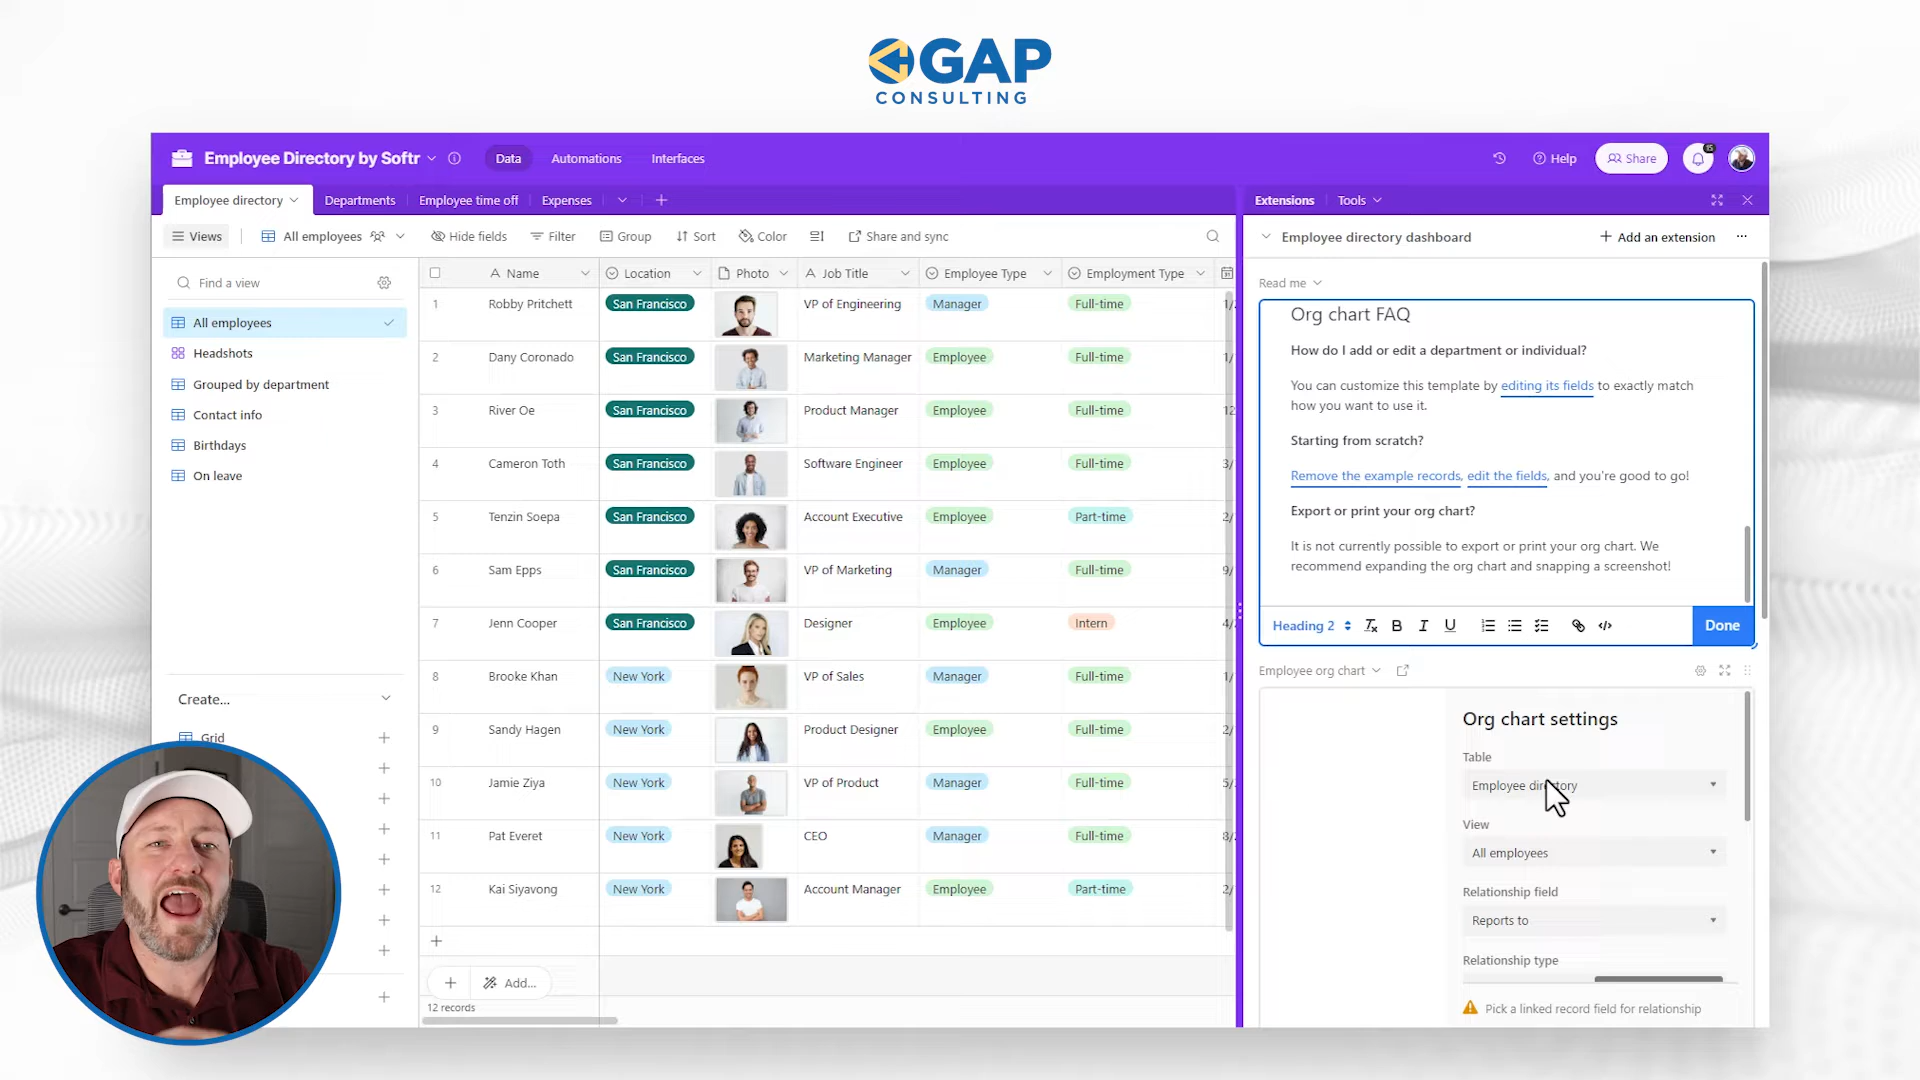 GAP
CONSULTING
Employee Directory by Softr
Data
Automations
Interfaces
Help
Share
15
Employee directory
Departments
Employee time off
Expenses
Extensions
Tools
Views
All employees
Hide fields
Filter
Group
Sort
Color
Share and sync
Employee directory dashboard
Add an extension
Find a view
All employees
Headshots
Grouped by department
Contact info
Birthdays
On leave
Create...
Grid
Name Location Photo Job Title Employee Type Employment Type
1 Robby Pritchett San Francisco VP of Engineering Manager Full-time 1/
2 Dany Coronado San Francisco Marketing Manager Employee Full-time 1/
3 River Oe San Francisco Product Manager Employee Full-time 12
4 Cameron Toth San Francisco Software Engineer Employee Full-time 3/
5 Tenzin Soepa San Francisco Account Executive Employee Part-time 2/
6 Sam Epps San Francisco VP of Marketing Manager Full-time 9/
7 Jenn Cooper San Francisco Designer Employee Intern 4/
8 Brooke Khan New York VP of Sales Manager Full-time 1/
9 Sandy Hagen New York Product Designer Employee Full-time 2/
10 Jamie Ziya New York VP of Product Manager Full-time 5/
11 Pat Everet New York CEO Manager Full-time 8/
12 Kai Siyavong New York Account Manager Employee Part-time 2/
Add...
12 records
Read me
Org chart FAQ
How do I add or edit a department or individual?
You can customize this template by editing its fields to exactly match
how you want to use it.
Starting from scratch?
Remove the example records, edit the fields, and you're good to go!
Export or print your org chart?
It is not currently possible to export or print your org chart. We
recommend expanding the org chart and snapping a screenshot!
Heading 2
B I U
Done
Employee org chart
Org chart settings
Table
Employee directory
View
All employees
Relationship field
Reports to
Relationship type
Pick a linked record field for relationship